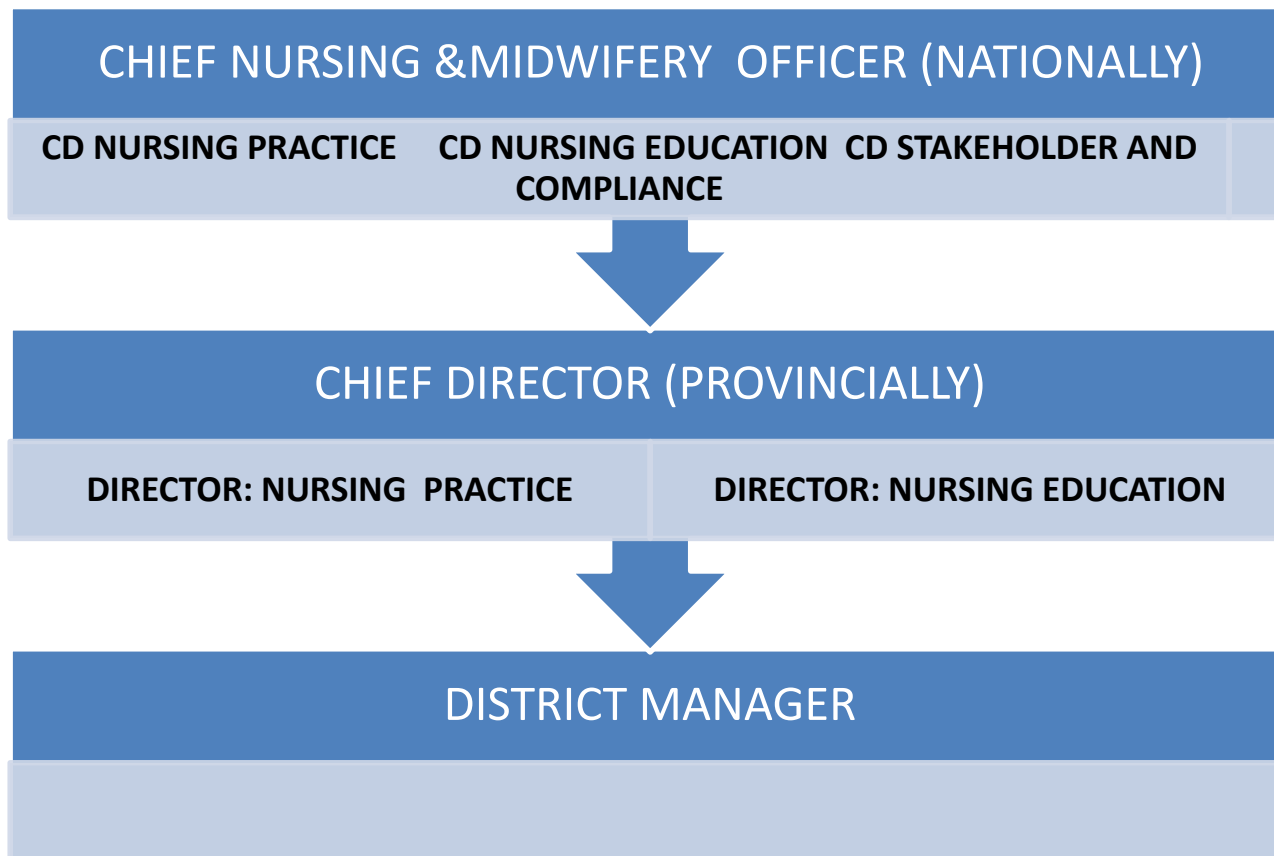 CHIEF NURSING &MIDWIFERY OFFICER (NATIONALLY)
CD NURSING PRACTICE CD NURSING EDUCATION CD STAKEHOLDER AND
COMPLIANCE
CHIEF DIRECTOR (PROVINCIALLY)
DIRECTOR: NURSING PRACTICE
DIRECTOR: NURSING EDUCATION
DISTRICT MANAGER